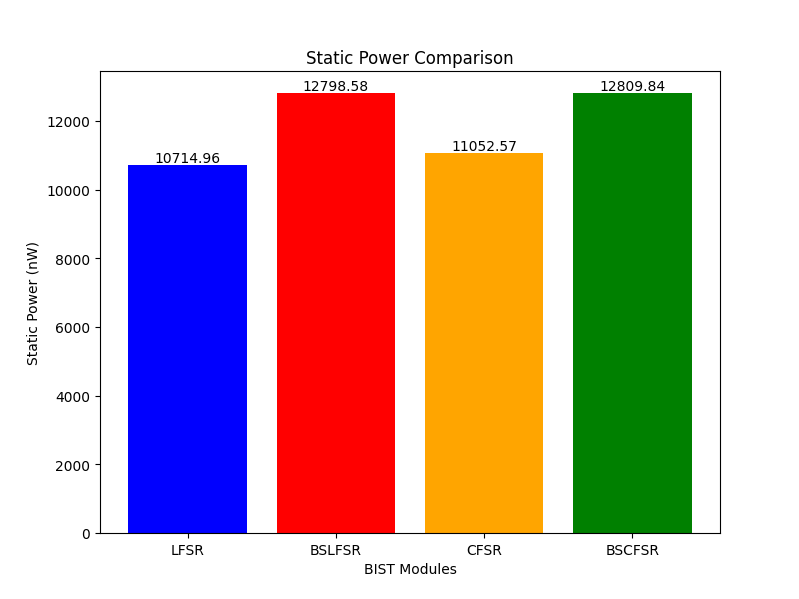 Static Power Comparison
12798.58
12809.84
11052.57
10714.96
12000
10000
8000
6000
4000
2000
0
Static Power (nW)
LFSR
BSLFSR
CFSR
BSCFSR
BIST Modules